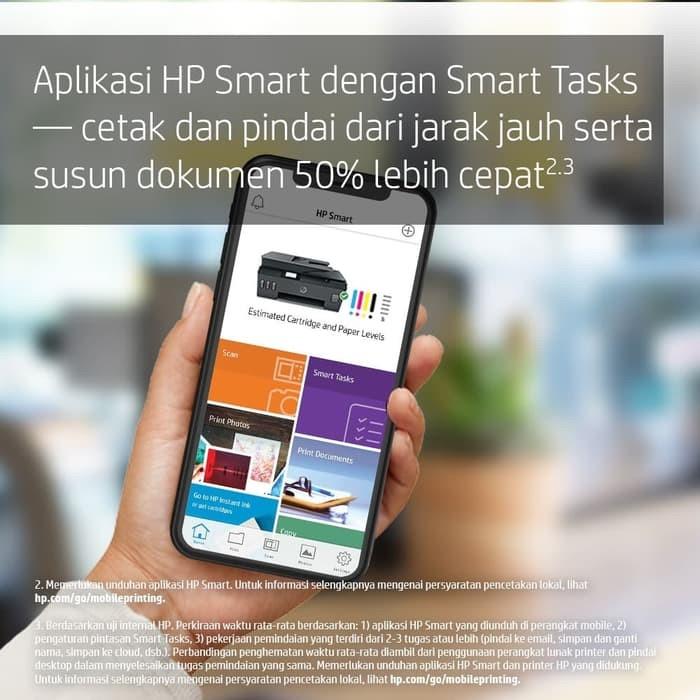 Aplikasi HP Smart dengan Smart Tasks
— cetak dan pindai dari jarak jauh serta
susun dokumen 50% lebih cepat2.3
HP Smart
Estimated Cartridge and Paper Levels
Scan
Smart Tasks
Print Photos
Print Documents
Go to HP Instant Ink
or get cartridges
Copy
Home
Print
Scan
Settings
2. Memerlukan unduhan aplikasi HP Smart. Untuk informasi selengkapnya mengenai persyaratan pencetakan lokal, lihat
hp.com/go/mobileprinting.
3. Berdasarkan uji internal HP. Perkiraan waktu rata-rata berdasarkan: 1) aplikasi HP Smart yang diunduh di perangkat mobile, 2)
pengaturan pintasan Smart Tasks, 3) pekerjaan pemindaian yang terdiri dari 2-3 tugas atau lebih (pindai ke email, simpan dan ganti
nama, simpan ke cloud, dsb.). Perbandingan penghematan waktu rata-rata diambil dari penggunaan perangkat lunak printer dan pindai
desktop dalam menyelesaikan tugas pemindaian yang sama. Memerlukan unduhan aplikasi HP Smart dan printer HP yang didukung.
Untuk informasi selengkapnya mengenai persyaratan pencetakan lokal, lihat hp.com/go/mobileprinting.